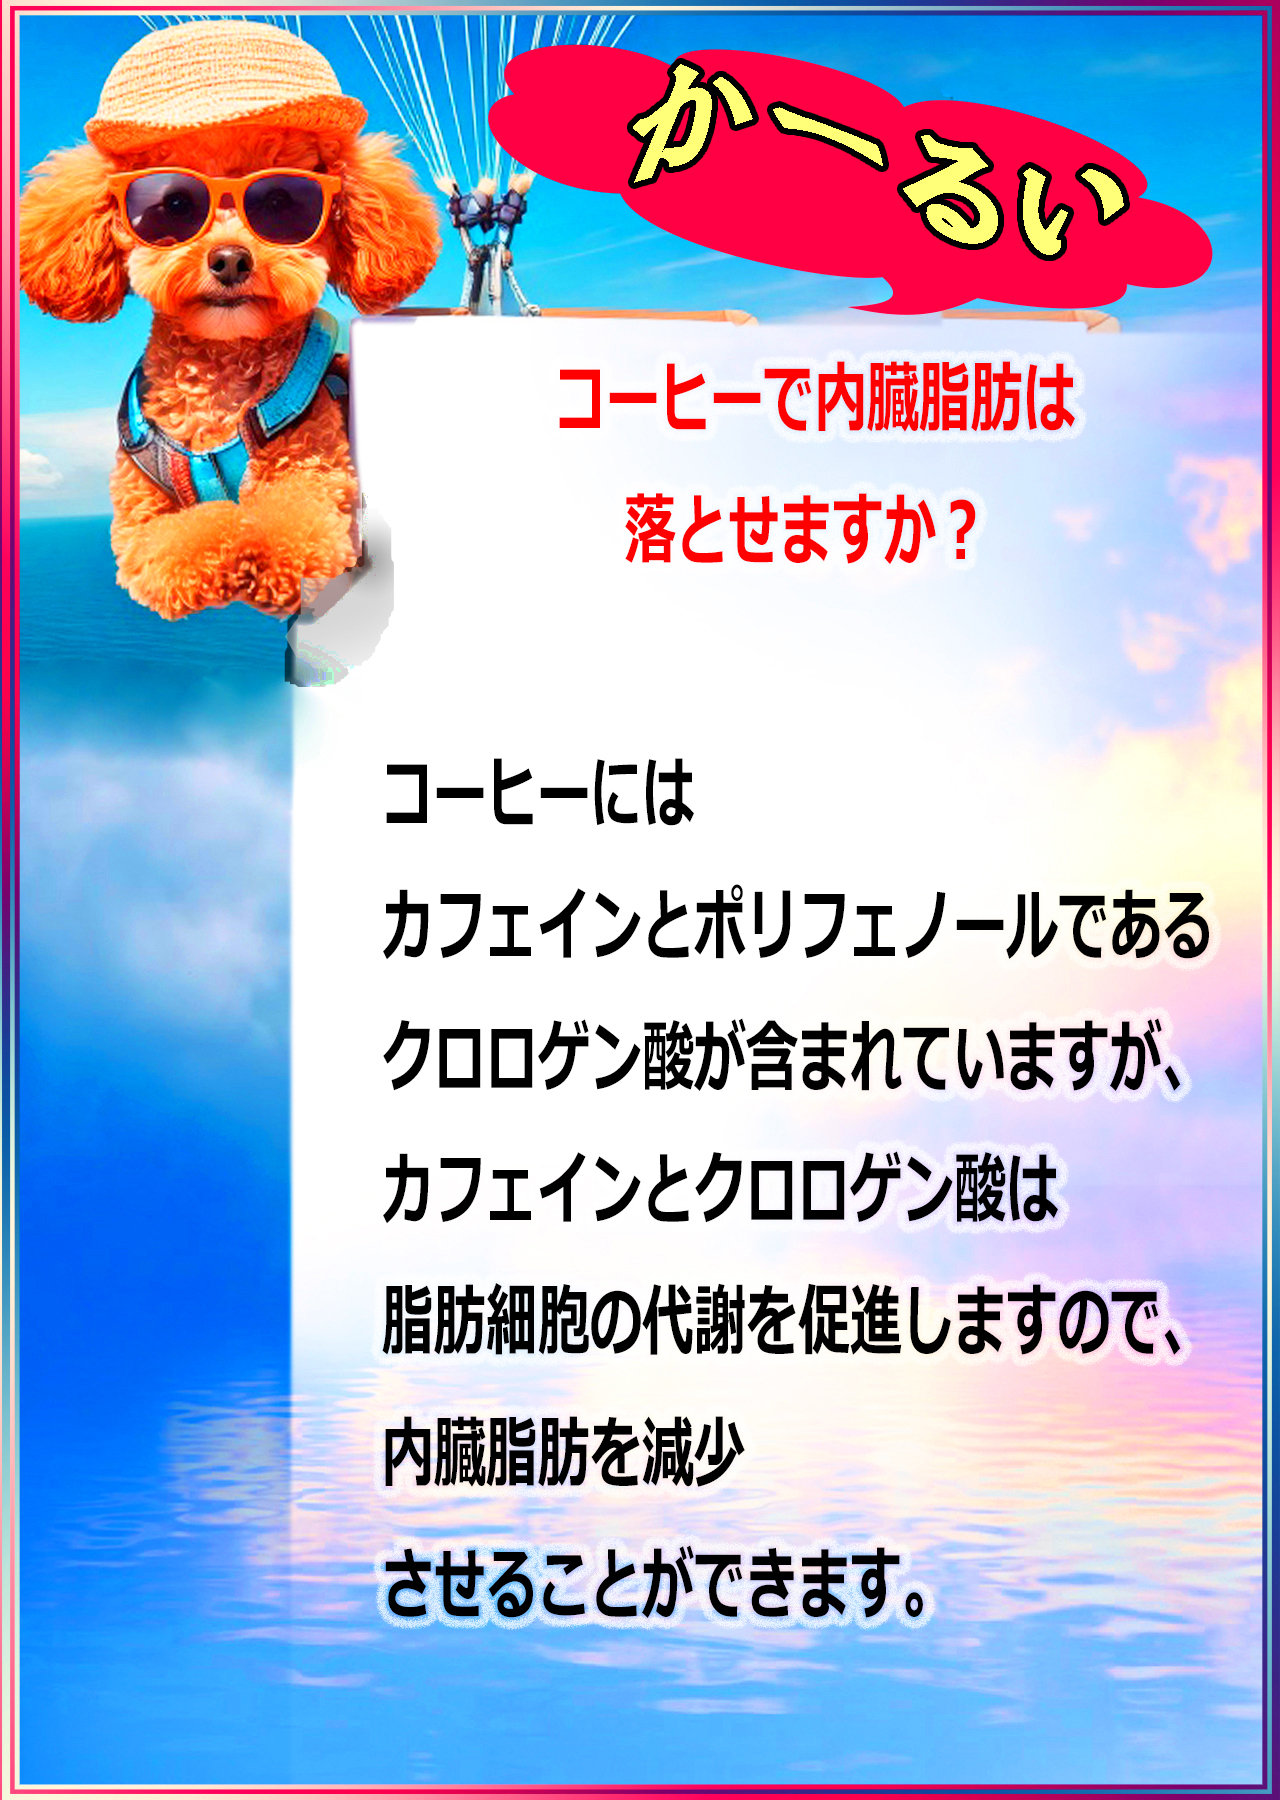 かーるい
コーヒーで内臓脂肪は
落とせますか？
コーヒーには
カフェインとポリフェノールである
クロロゲン酸が含まれていますが、
カフェインとクロロゲン酸は
脂肪細胞の代謝を促進しますので、
内臓脂肪を減少
させることができます。